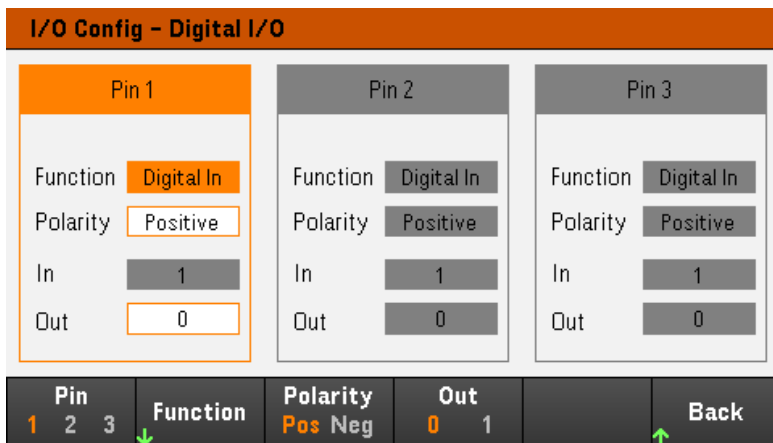 I/O Config - Digital I/O
Pin 1
Function Digital In
Polarity Positive
In 1
Out 0
Pin 2
Function Digital In
Polarity Positive
In 1
Out 0
Pin 3
Function Digital In
Polarity Positive
In 1
Out 0
Pin
1 2 3
Function
Polarity
Pos Neg
Out
0 1
Back